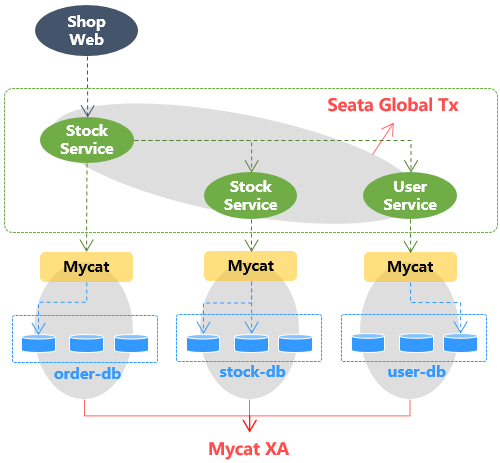 Shop
Web
Seata Global Tx
Stock
Service
Stock
Service
User
Service
Mycat
Mycat
Mycat
order-db
stock-db
user-db
Mycat XA